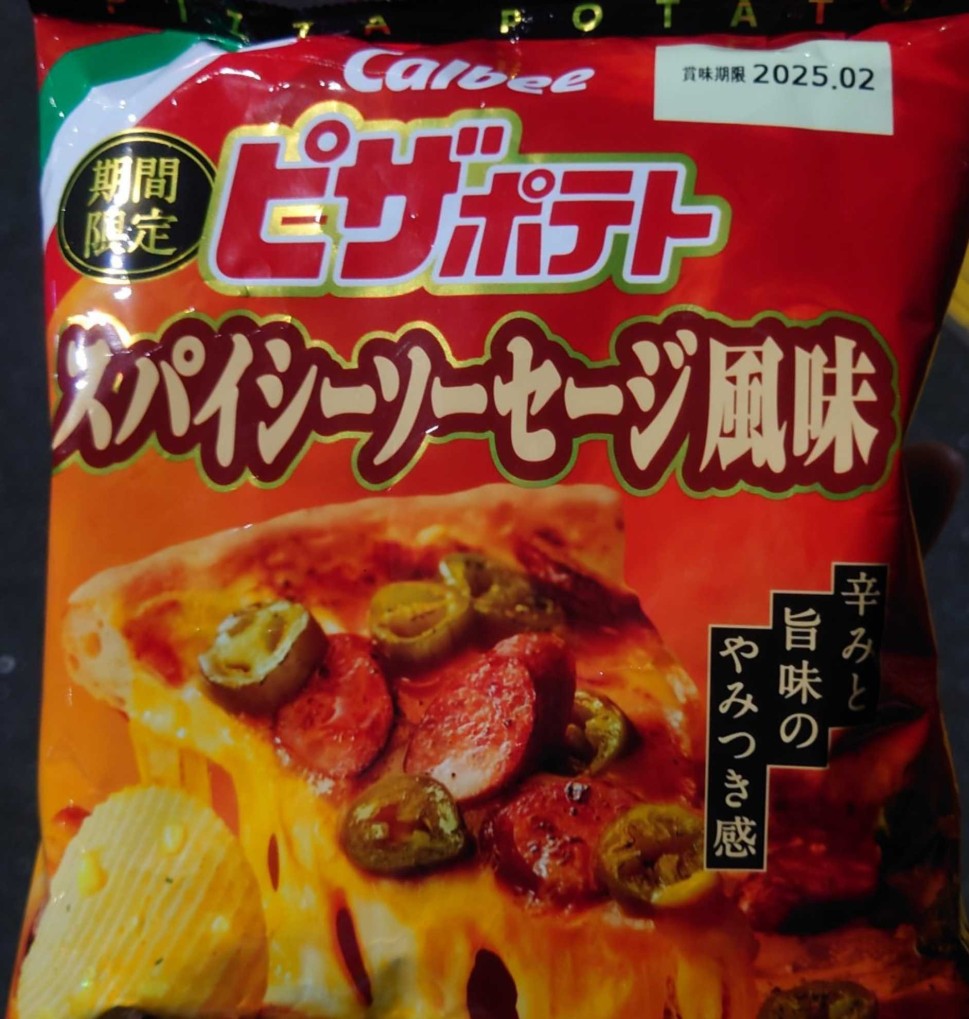 PIZZA POTATO
Calbee
賞味期限 2025.02
期間
限定
ピザポテト
スパイシーソーセージ風味
辛みと
旨味の
やみつき感